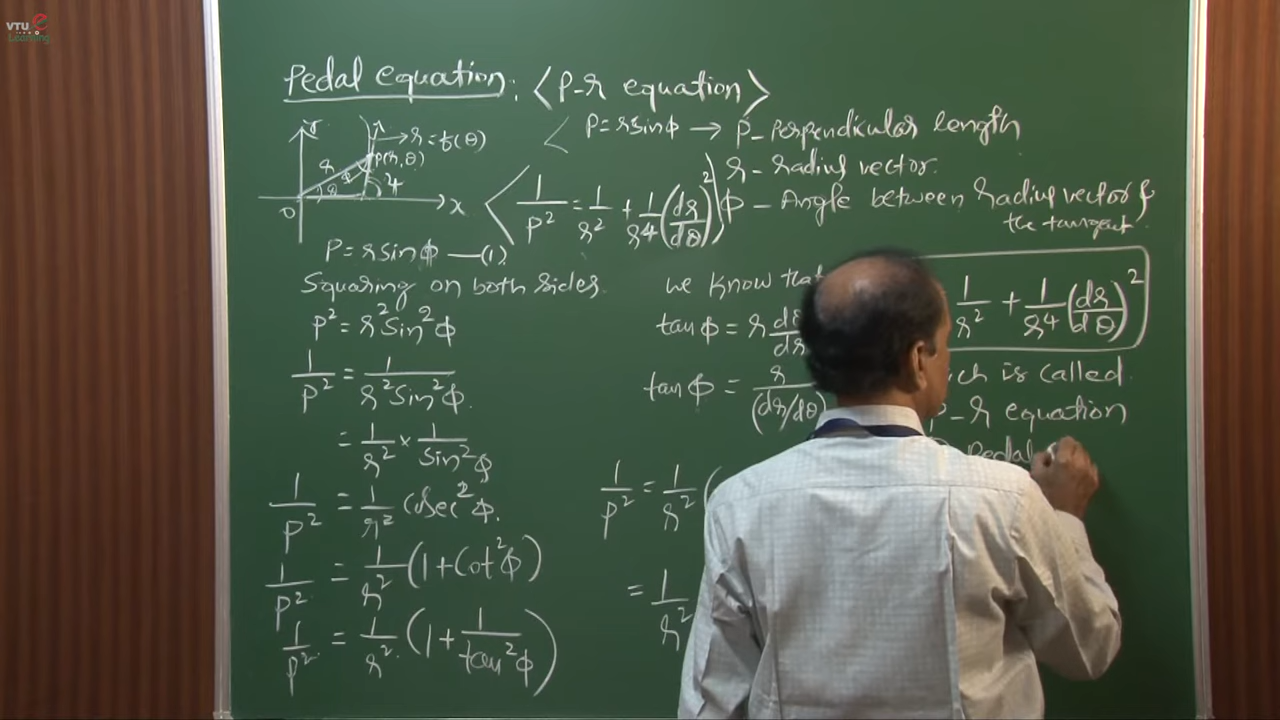 VTU e Learning
Pedal equation: ⟨P-r equation⟩
P = r sinφ → P - Perpendicular length
r = f(θ)
P(r, θ)
r
φ
θ
ψ
O
x
r - radius vector.
1/P² = 1/r² + 1/r⁴ (dr/dθ)²
φ - Angle between radius vector &
the tangent.
P = r sinφ —(1)
Squaring on both sides.
P² = r² sin²φ
1/P² = 1/(r² sin²φ)
= 1/r² × 1/sin²φ
1/P² = 1/r² cosec²φ.
1/P² = 1/r² (1 + cot²φ)
1/P² = 1/r² (1 + 1/tan²φ)
we know that
tanφ = r dθ/dr
tanφ = r/(dr/dθ)
1/P² = 1/r² (
= 1/r²
1/r² + 1/r⁴ (dr/dθ)²
is called
P-r equation
Pedal